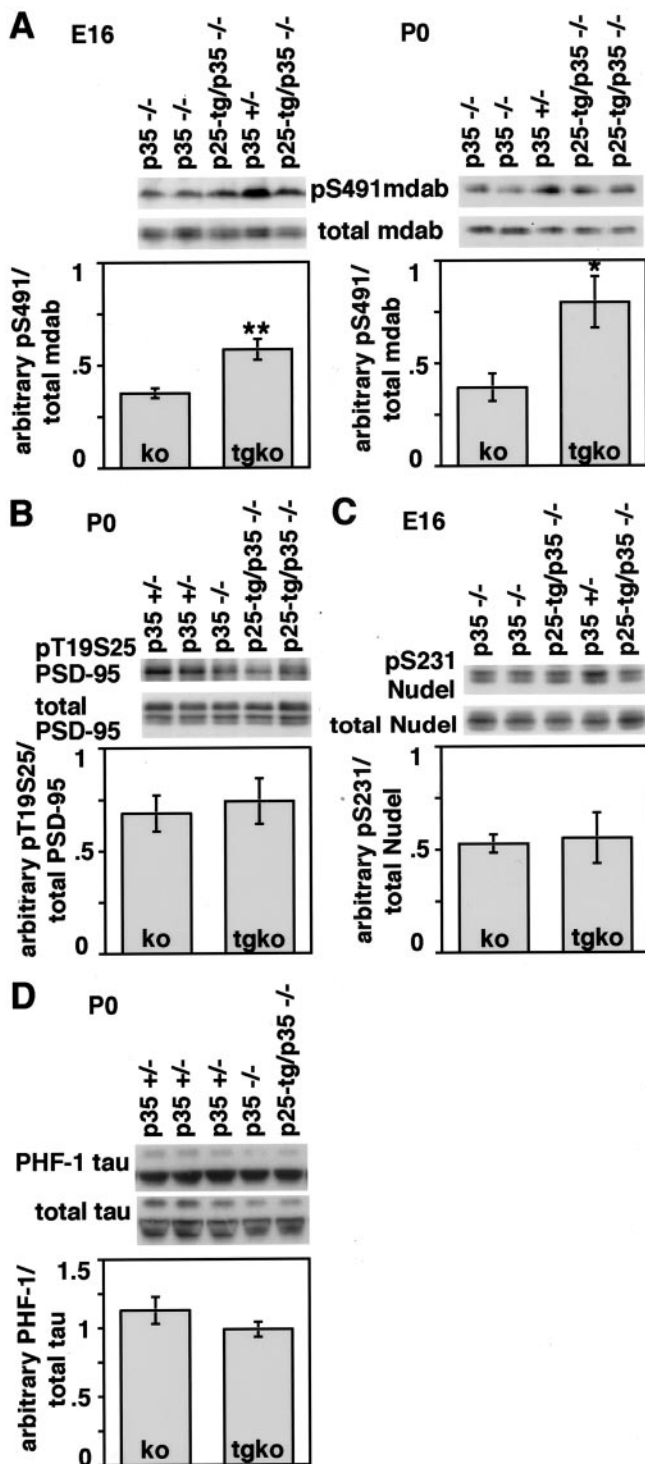 A
E16
P0
p35 -/-
p35 -/-
p25-tg/p35 -/-
p35 +/-
p25-tg/p35 -/-
p35 -/-
p35 -/-
p35 +/-
p25-tg/p35 -/-
p25-tg/p35 -/-
pS491mdab
total mdab
arbitrary pS491/
total mdab
1
.5
0
**
ko
tgko
arbitrary pS491/
total mdab
1
.5
0
*
ko
tgko
B
P0
p35 +/-
p35 +/-
p35 -/-
p25-tg/p35 -/-
p25-tg/p35 -/-
pT19S25
PSD-95
total
PSD-95
arbitrary pT19S25/
total PSD-95
1
.5
0
ko
tgko
C
E16
p35 -/-
p35 -/-
p25-tg/p35 -/-
p35 +/-
p25-tg/p35 -/-
pS231
Nudel
total Nudel
arbitrary pS231/
total Nudel
1
.5
0
ko
tgko
D
P0
p35 +/-
p35 +/-
p35 +/-
p35 -/-
p25-tg/p35 -/-
PHF-1 tau
total tau
arbitrary PHF-1/
total tau
1.5
1
.5
0
ko
tgko